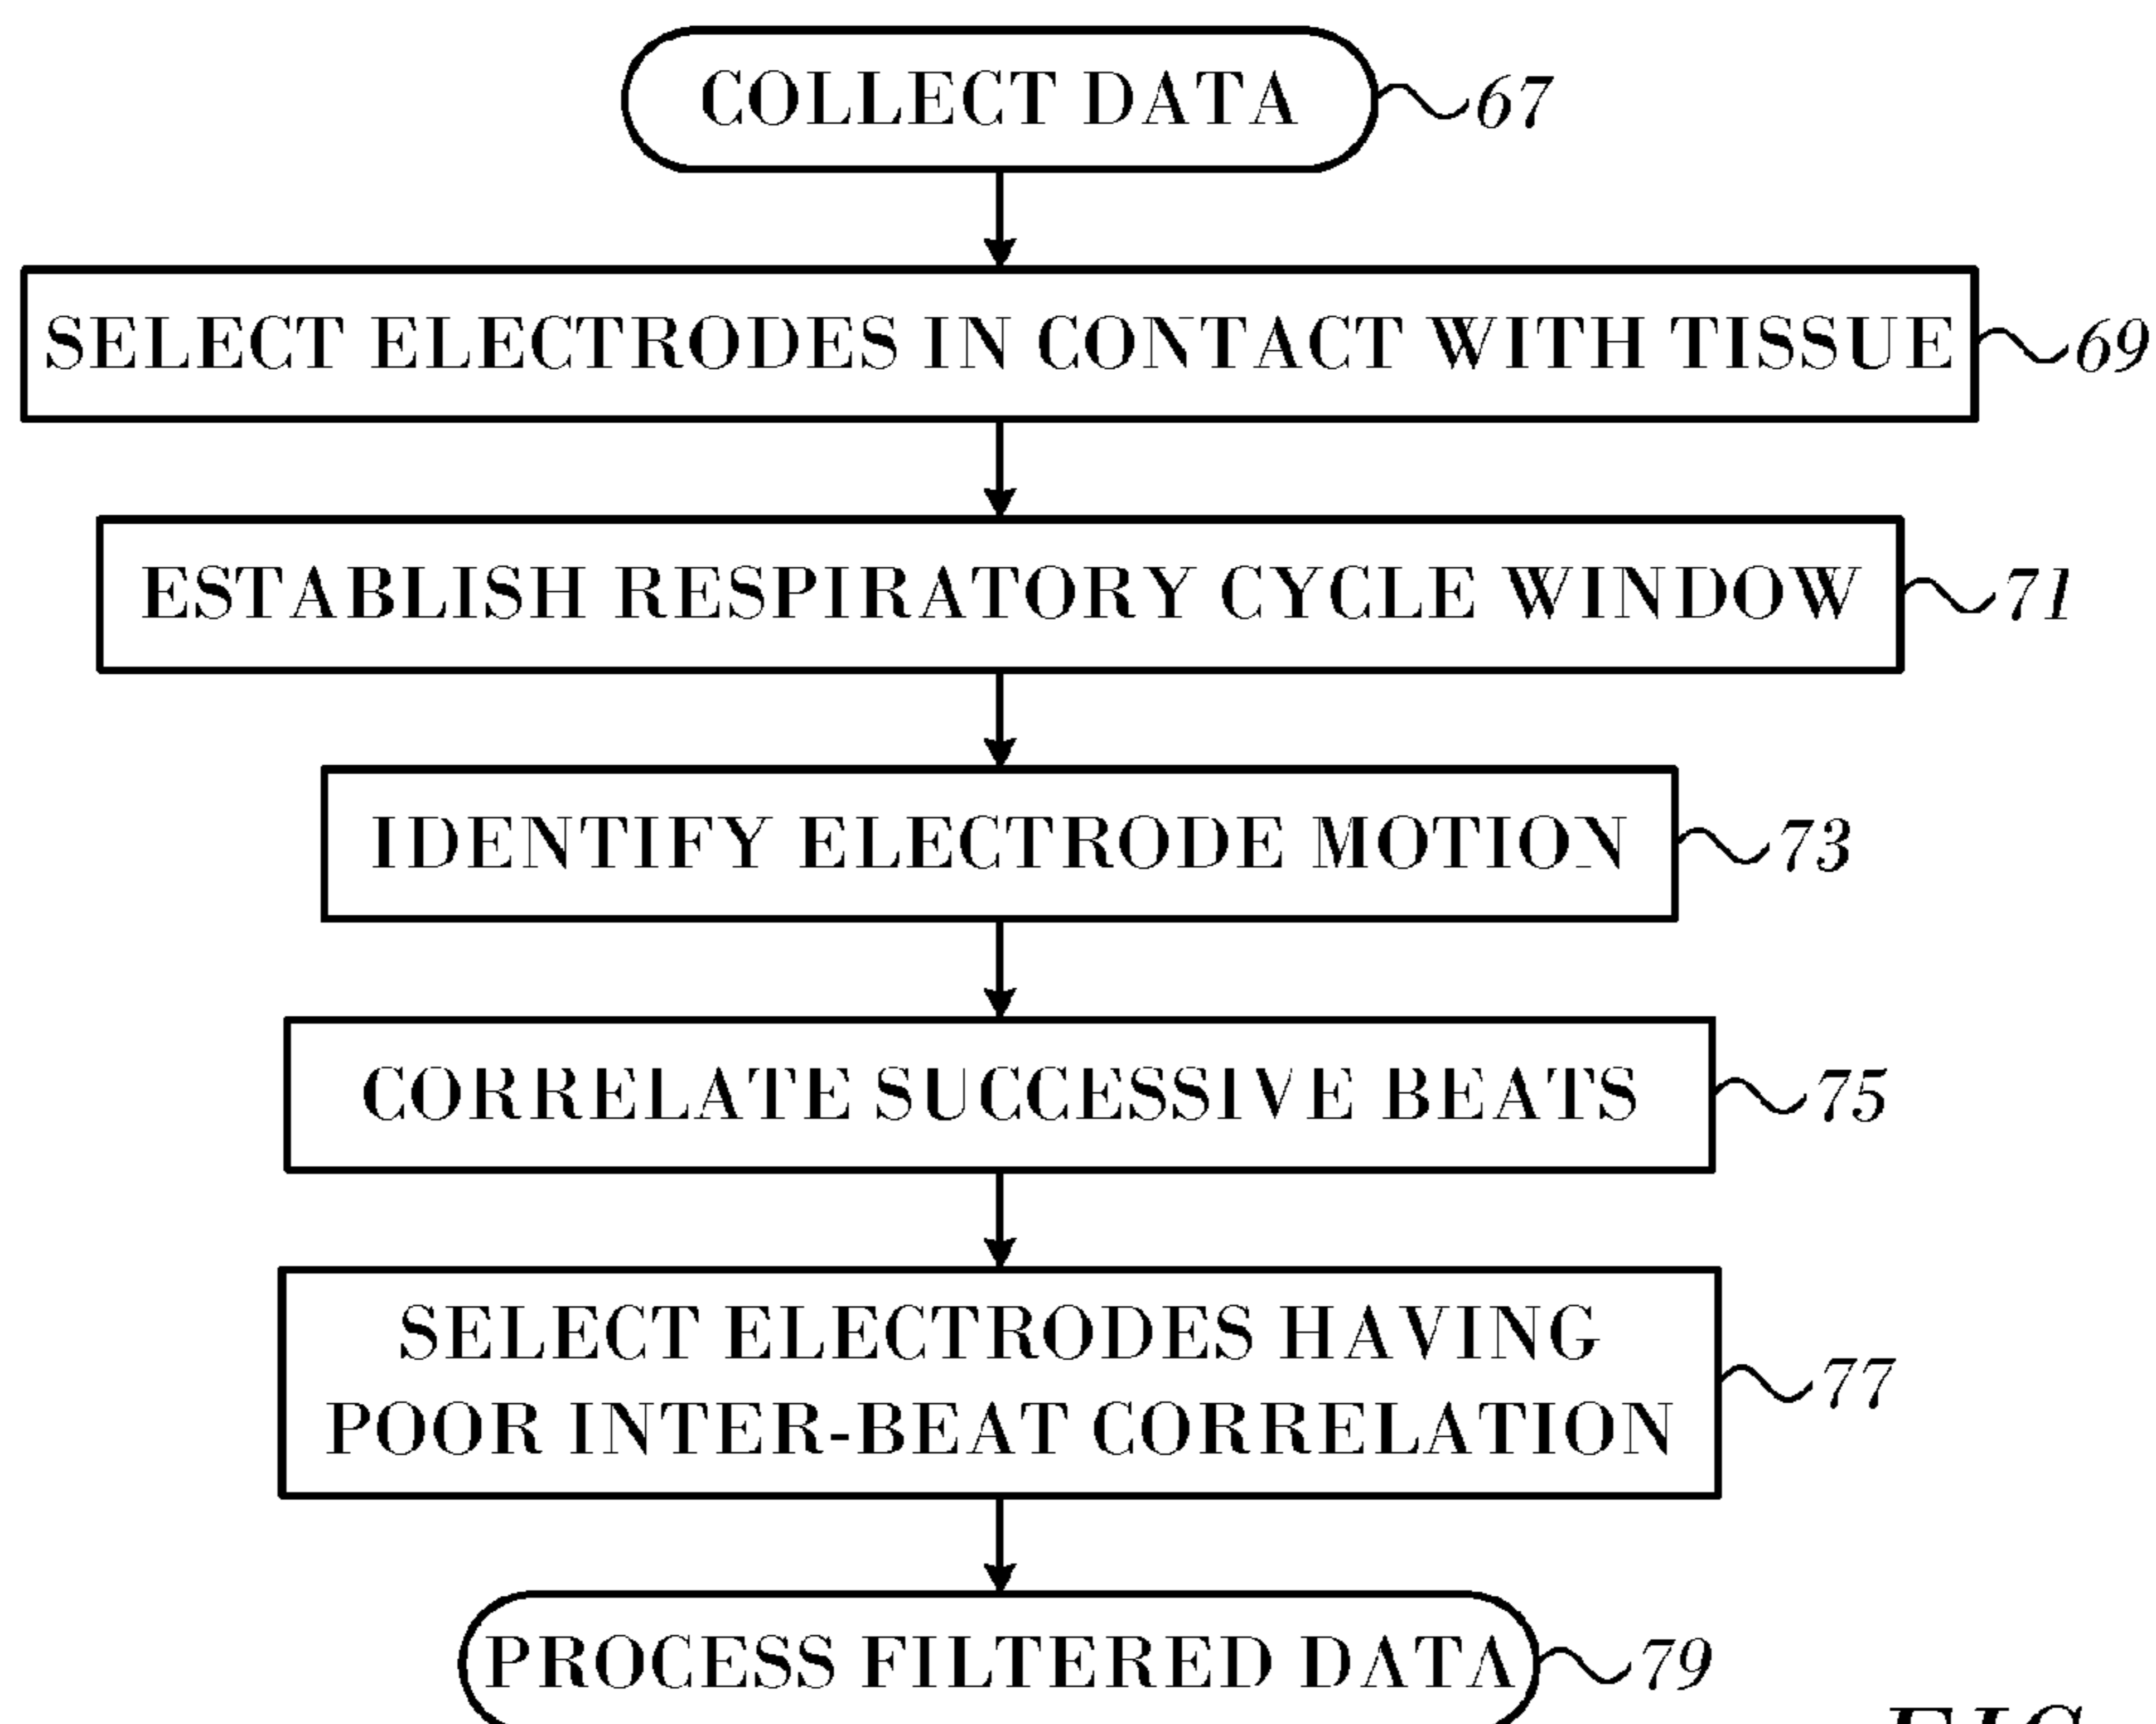 COLLECT DATA
67
SELECT ELECTRODES IN CONTACT WITH TISSUE
69
ESTABLISH RESPIRATORY CYCLE WINDOW
71
IDENTIFY ELECTRODE MOTION
73
CORRELATE SUCCESSIVE BEATS
75
SELECT ELECTRODES HAVING
POOR INTER-BEAT CORRELATION
77
PROCESS FILTERED DATA
79